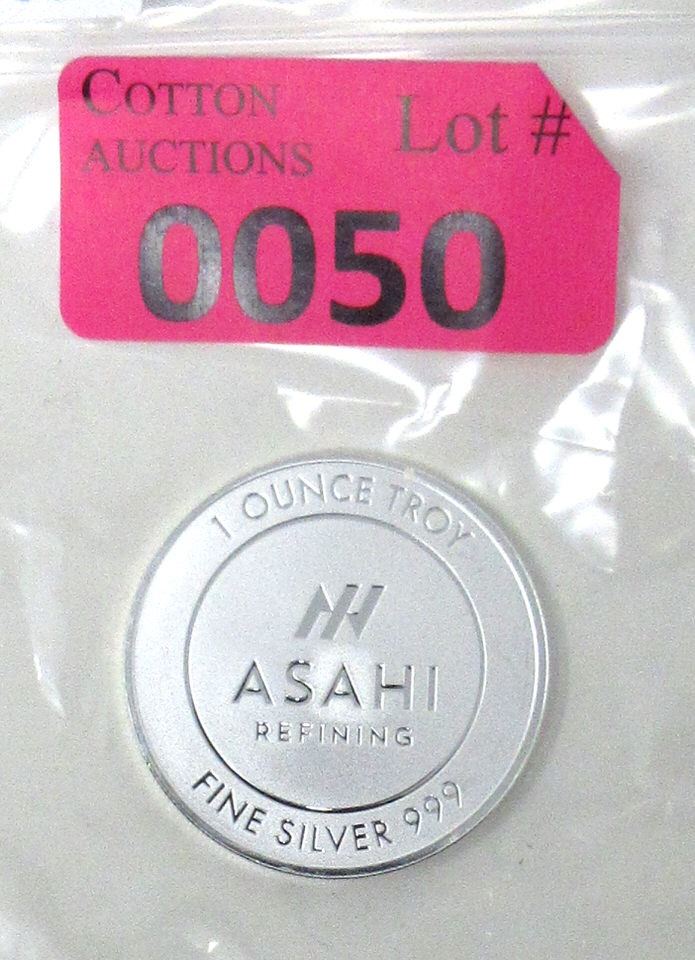 COTTON
AUCTIONS
Lot #
0050
1 OUNCE TROY
ASAHI
REFINING
FINE SILVER 999